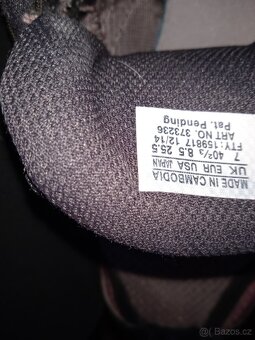 MADE IN CAMBODIA
UK EUR USA JAPAN
7 40²/₃ 8.5 25.5
FTY:159817 12/14
ART NO. 373236
Pat. Pending
© Bazos.cz